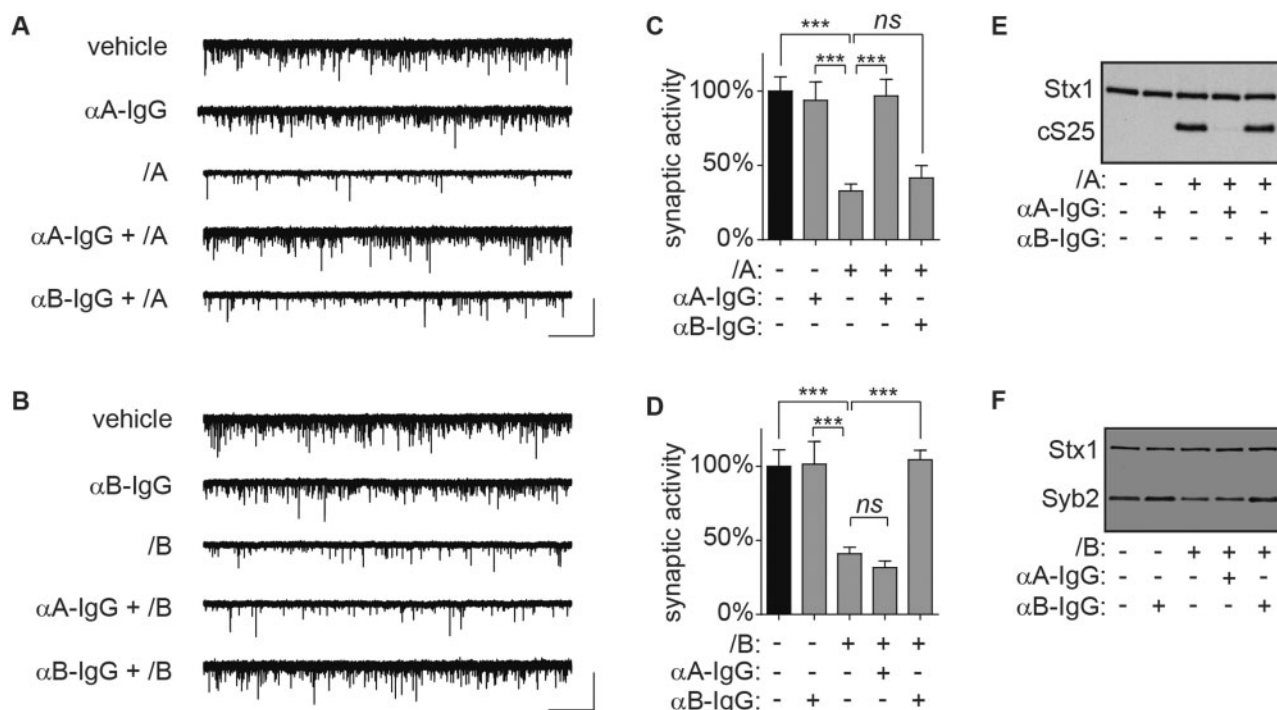 A
vehicle
αA-IgG
/A
αA-IgG + /A
αB-IgG + /A
B
vehicle
αB-IgG
/B
αA-IgG + /B
αB-IgG + /B
C
*** ns
*** ***
synaptic activity
100%
50%
0%
/A: - - + + +
αA-IgG: - + - + -
αB-IgG: - - - - +
D
*** ***
***
ns
synaptic activity
100%
50%
0%
/B: - - + + +
αA-IgG: - - - + -
αB-IgG: - + - - +
E
Stx1
cS25
/A: - - + + +
αA-IgG: - + - + -
αB-IgG: - - - - +
F
Stx1
Syb2
/B: - - + + +
αA-IgG: - - - + -
αB-IgG: - + - - +